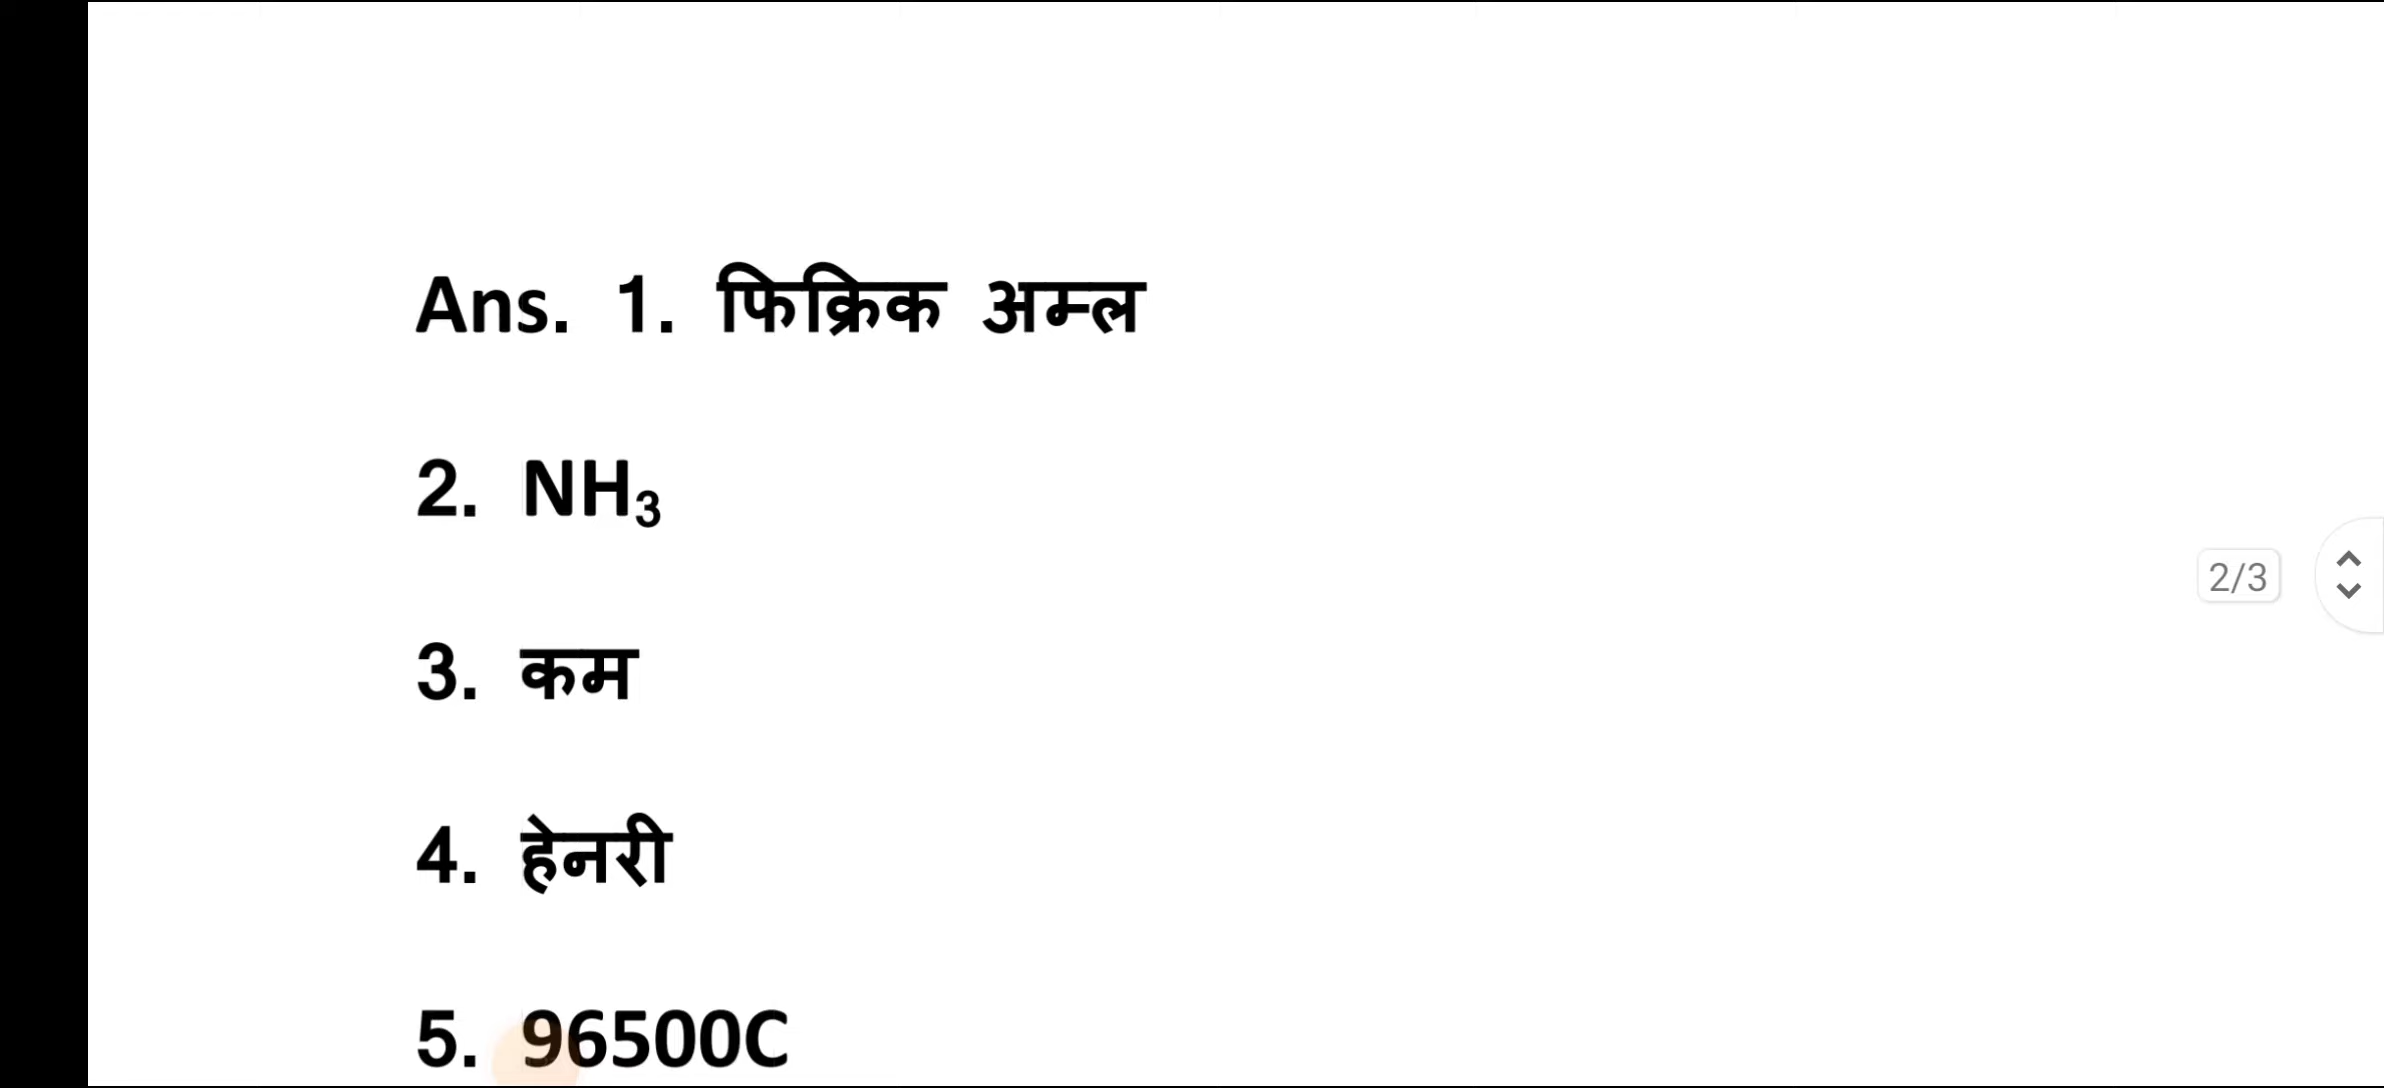 Ans. 1. फिक्रिक अम्ल
2. NH₃
2/3
3. कम
4. हेनरी
5. 96500C